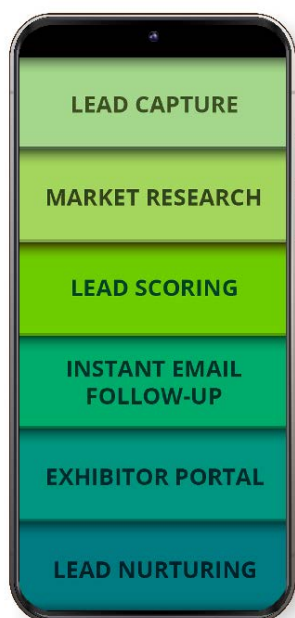 LEAD CAPTURE
MARKET RESEARCH
LEAD SCORING
INSTANT EMAIL
FOLLOW-UP
EXHIBITOR PORTAL
LEAD NURTURING